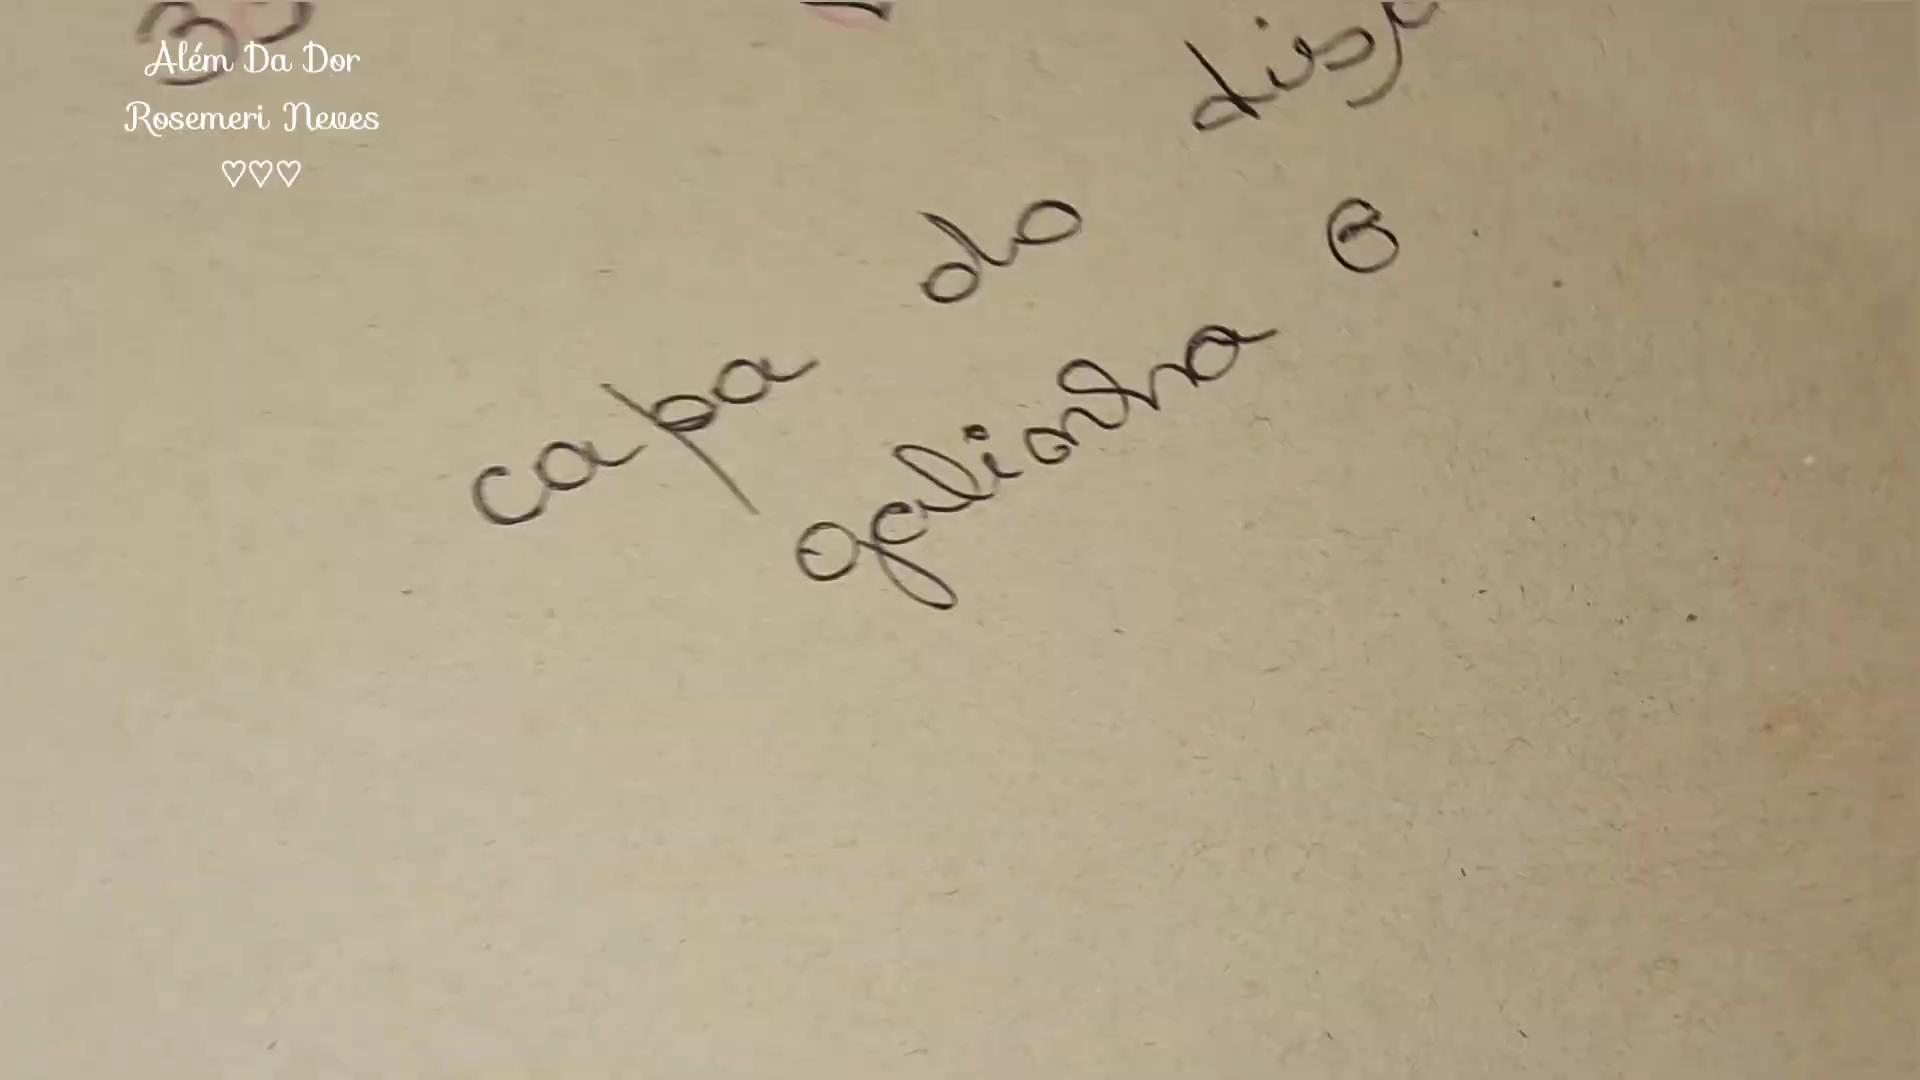 Além Da Dor
Rosemeri Neves
♡♡♡
capa do
galinha e